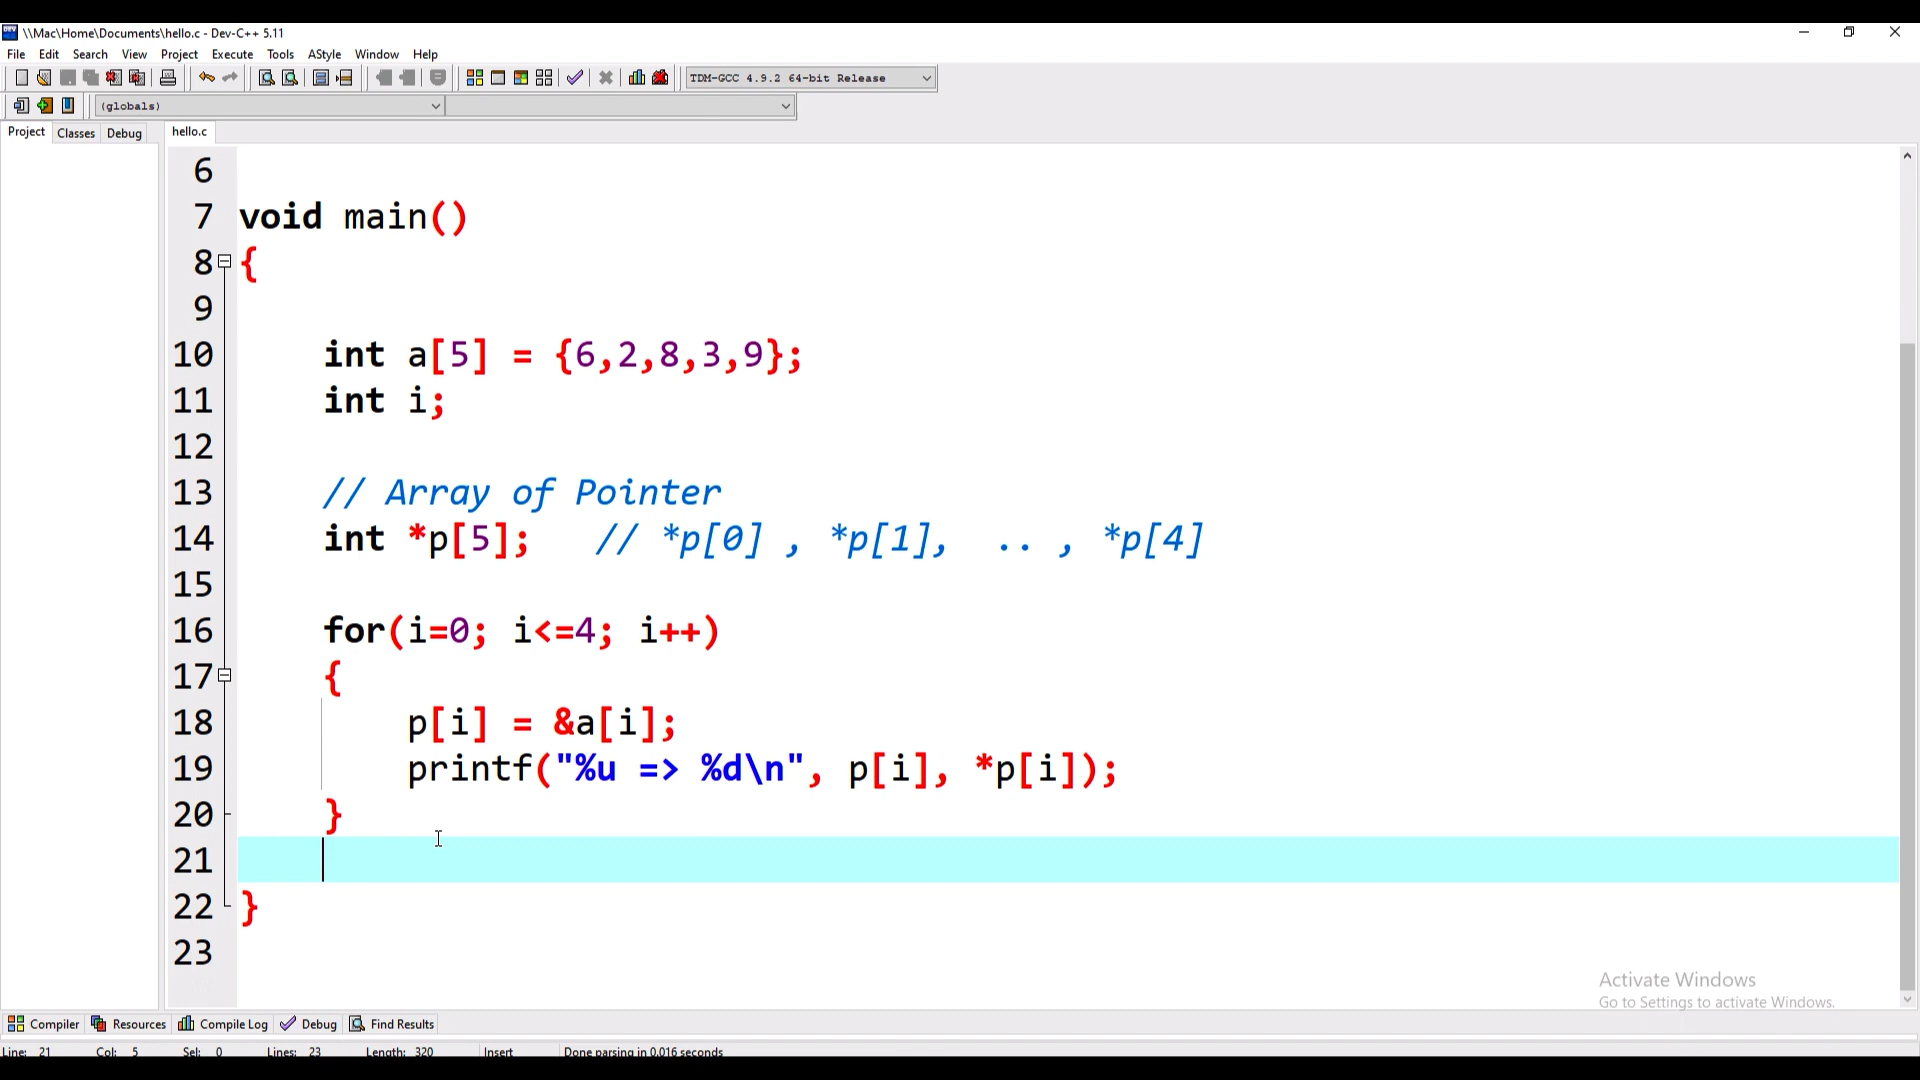 \\Mac\Home\Documents\hello.c - Dev-C++ 5.11
File Edit Search View Project Execute Tools AStyle Window Help
TDM-GCC 4.9.2 64-bit Release
(globals)
Project Classes Debug hello.c
6
7 void main()
8 {
9
10 int a[5] = {6,2,8,3,9};
11 int i;
12
13 // Array of Pointer
14 int *p[5]; // *p[0] , *p[1], .. , *p[4]
15
16 for(i=0; i<=4; i++)
17 {
18 p[i] = &a[i];
19 printf("%u => %d\n", p[i], *p[i]);
20 }
21
22 }
23
Activate Windows
Go to Settings to activate Windows.
Compiler Resources Compile Log Debug Find Results
Line: 21 Col: 5 Sel: 0 Lines: 23 Length: 320 Insert Done parsing in 0.016 seconds